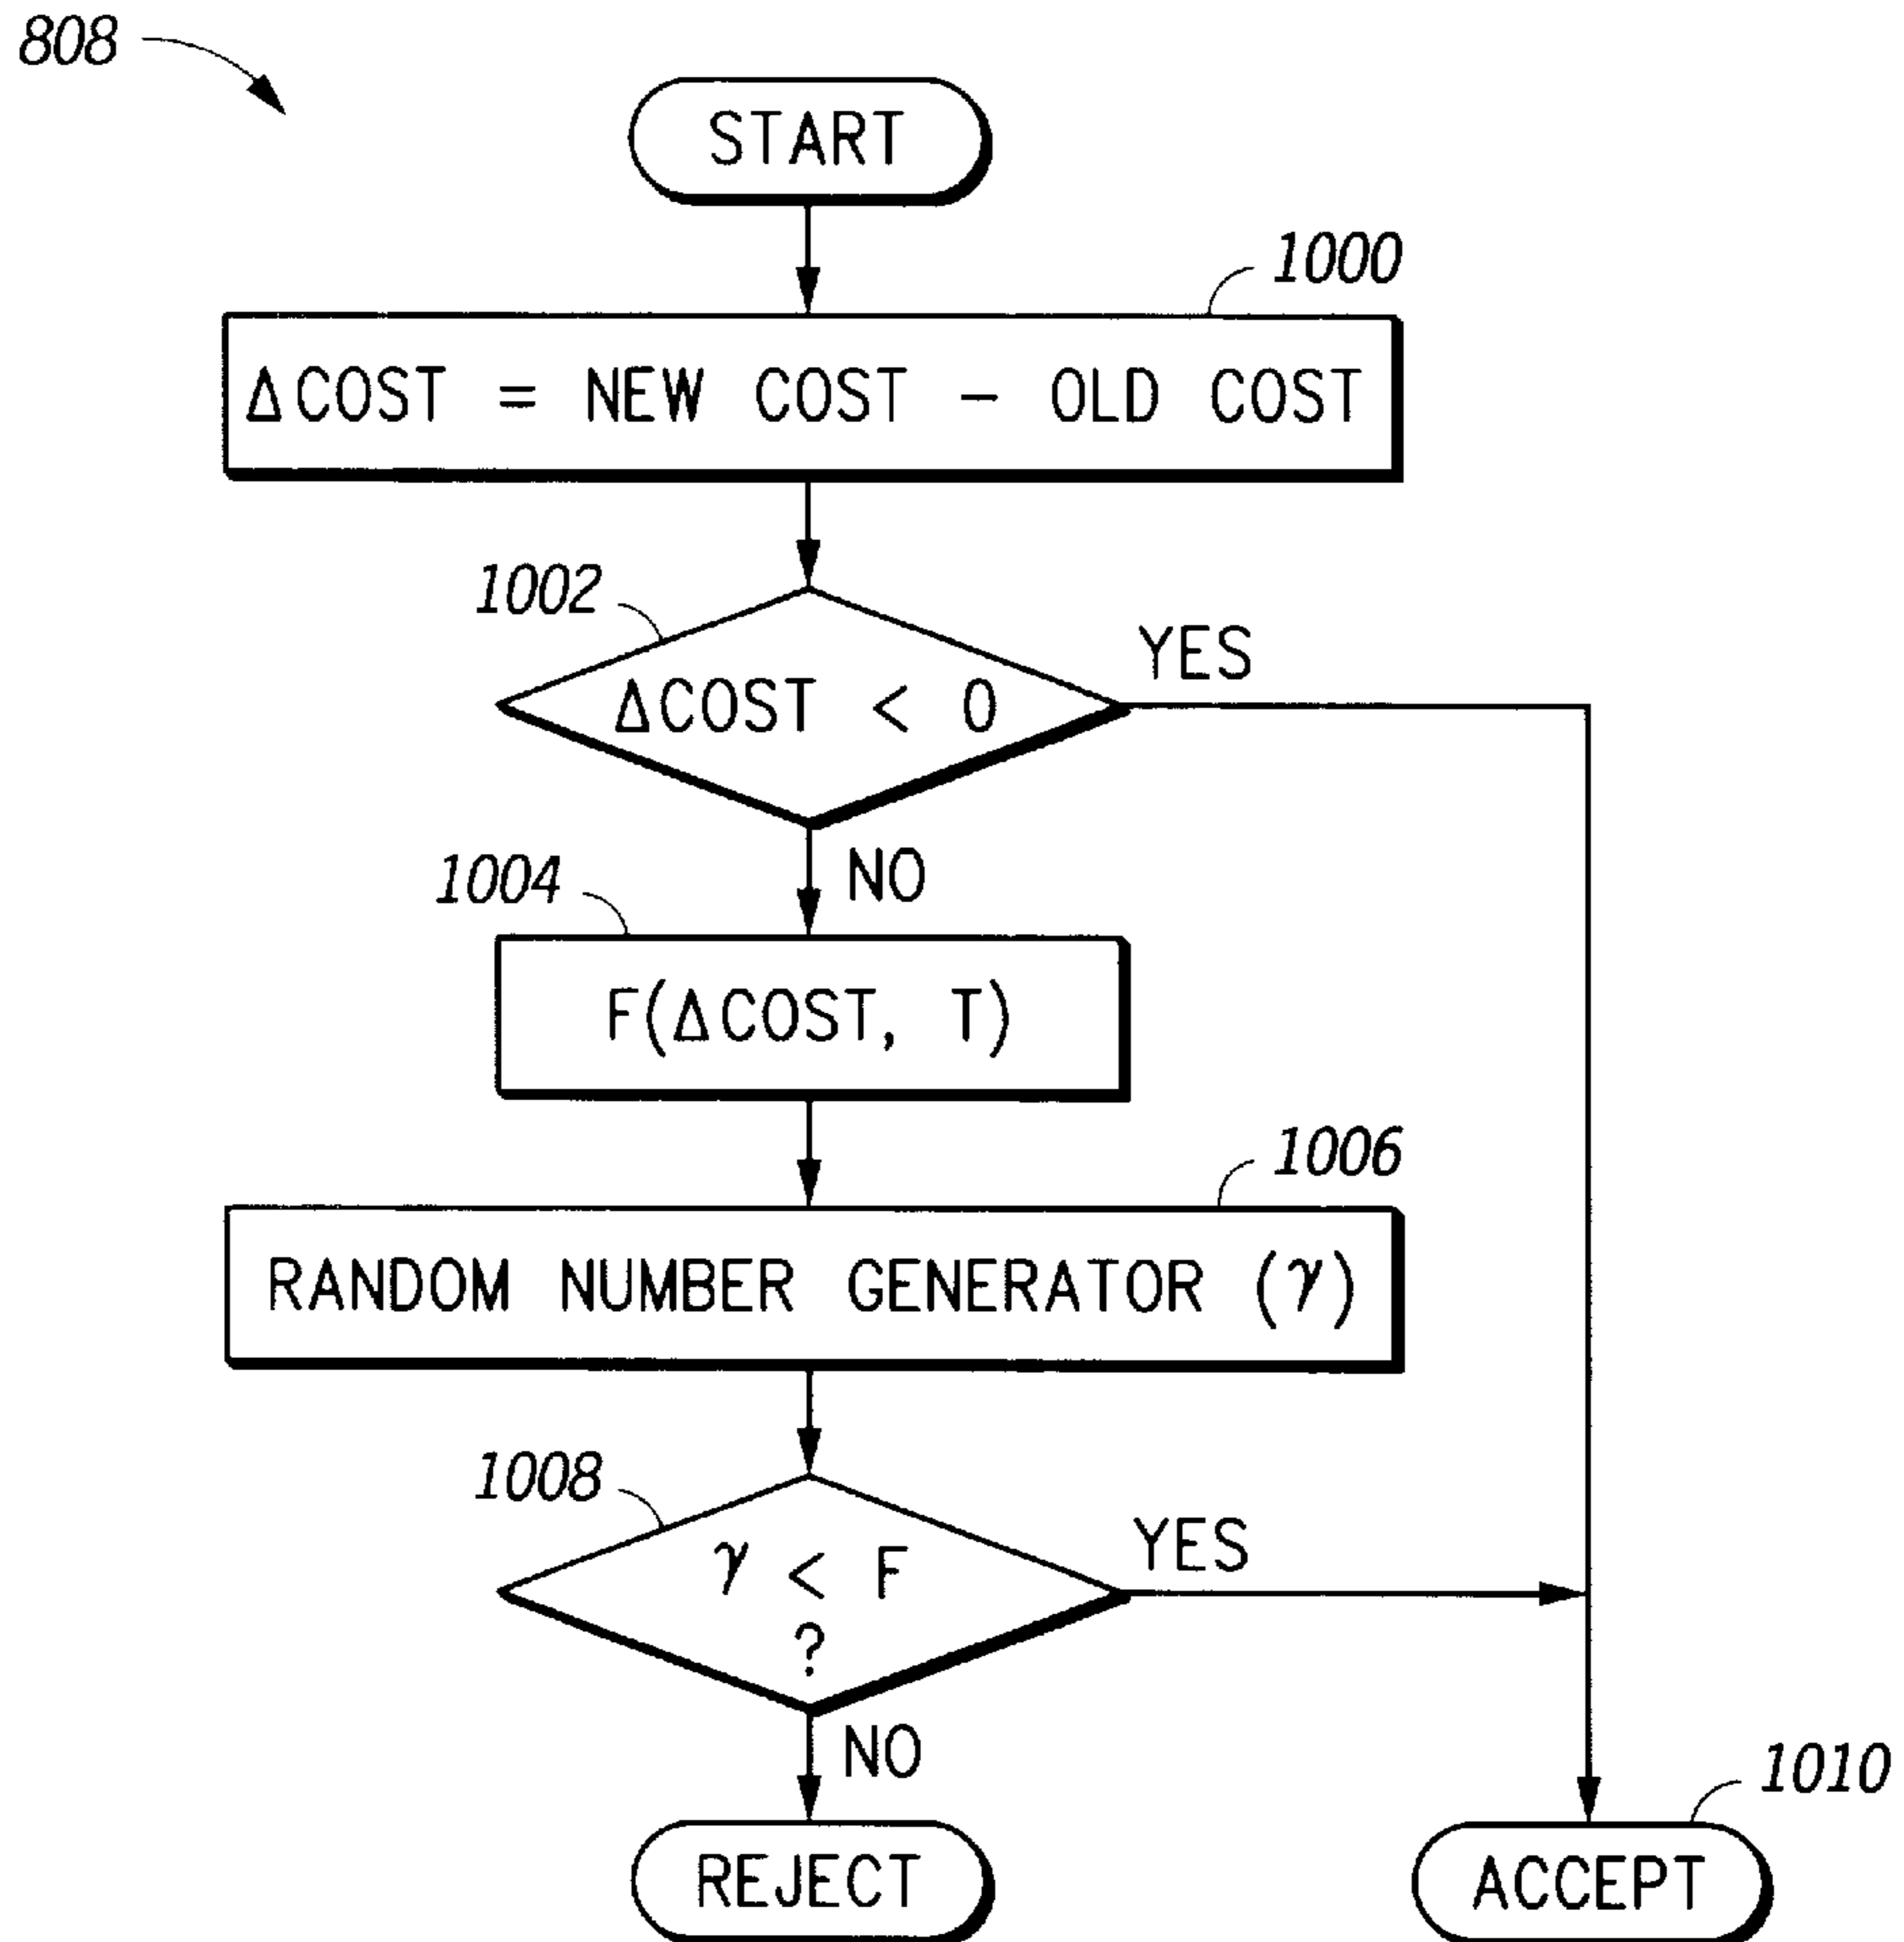 808
START
1000
ΔCOST = NEW COST - OLD COST
1002
ΔCOST < 0
YES
NO
1004
F(ΔCOST, T)
1006
RANDOM NUMBER GENERATOR (γ)
1008
γ < F
?
YES
NO
1010
REJECT
ACCEPT